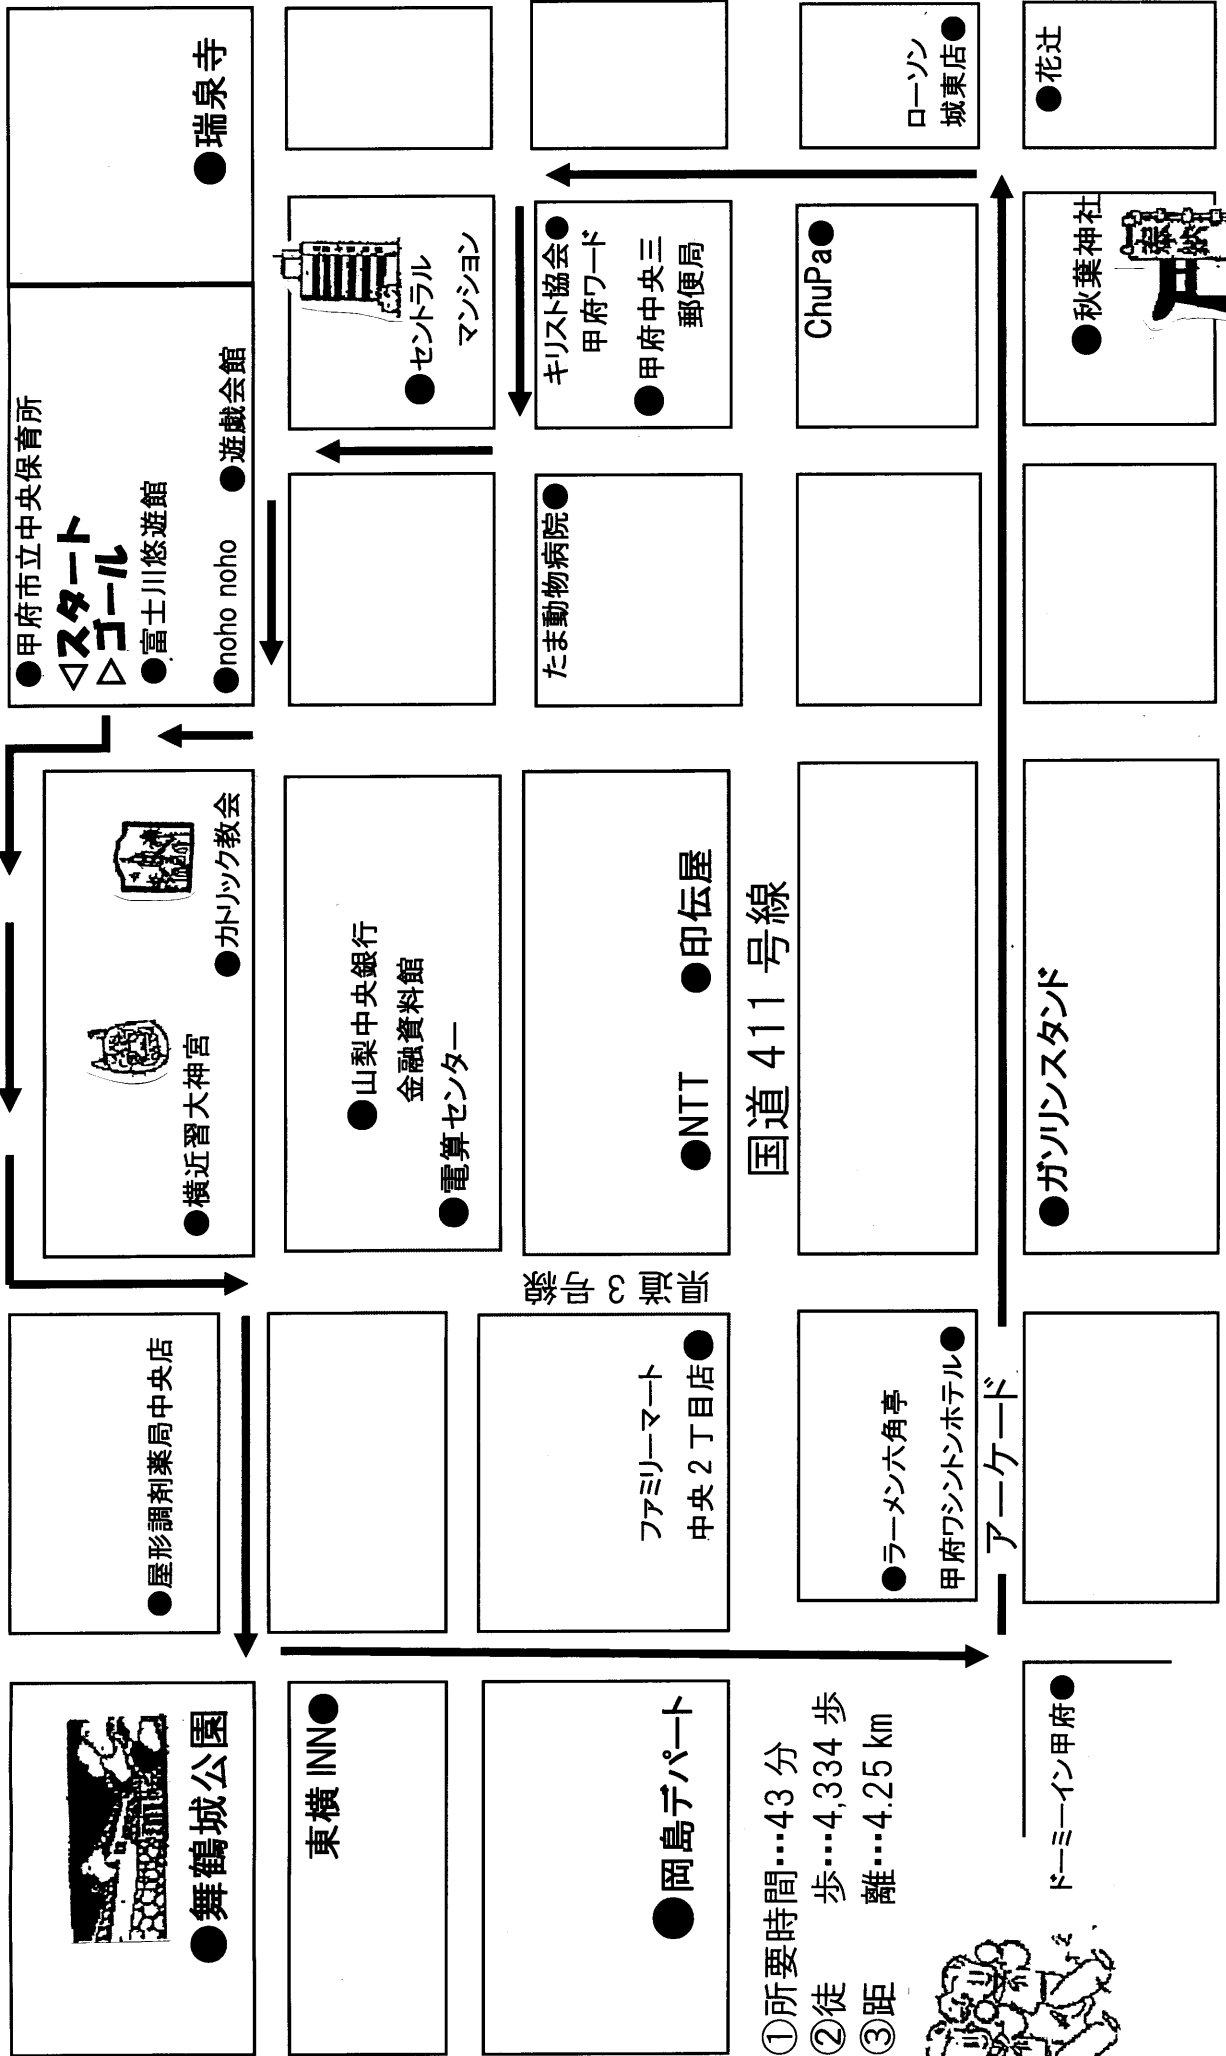 ●舞鶴城公園
●屋形調剤薬局中央店
●横近習大神宮
●カトリック教会
●甲府市立中央保育所
◁スタート
▷ゴール
●富士川悠遊館
●noho noho
●遊戯会館
●瑞泉寺
東横 INN●
●山梨中央銀行
金融資料館
●電算センター
●セントラル
マンション
●岡島デパート
ファミリーマート
中央２丁目店●
県道３号線
●NTT
●印伝屋
たま動物病院●
キリスト協会●
甲府ワード
●甲府中央三
郵便局
国道 411 号線
①所要時間…43 分
②徒　　歩…4,334 歩
③距　　離…4.25 km
●ラーメン六角亭
甲府ワシントンホテル●
ChuPa●
ローソン
城東店●
アーケード
ドーミーイン甲府●
●ガソリンスタンド
●秋葉神社
●花辻